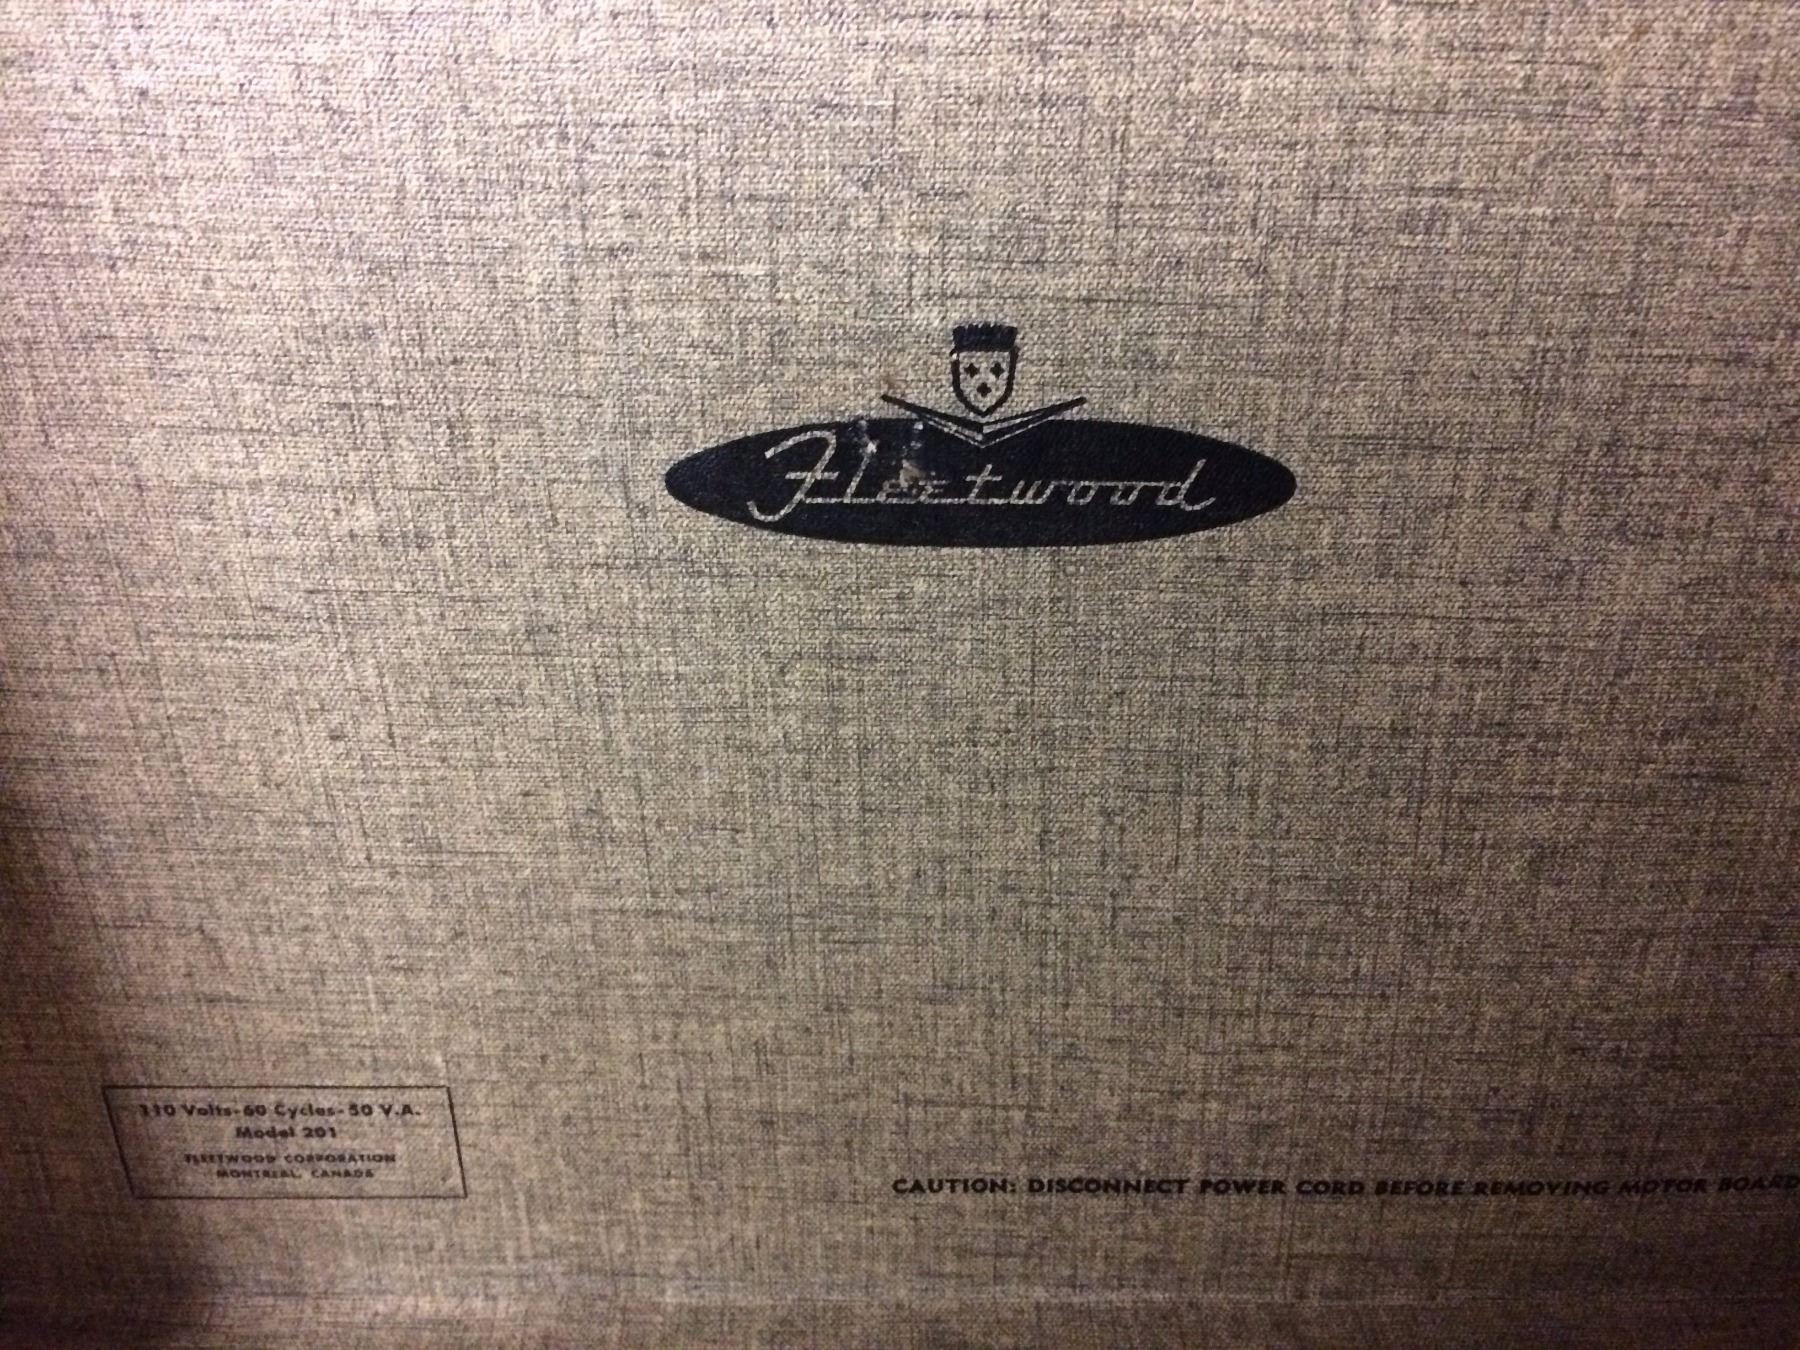 Fleetwood
110 Volts-60 Cycles-50 V.A.
Model 201
FLEETWOOD CORPORATION
MONTREAL, CANADA
CAUTION: DISCONNECT POWER CORD BEFORE REMOVING MOTOR BOARD